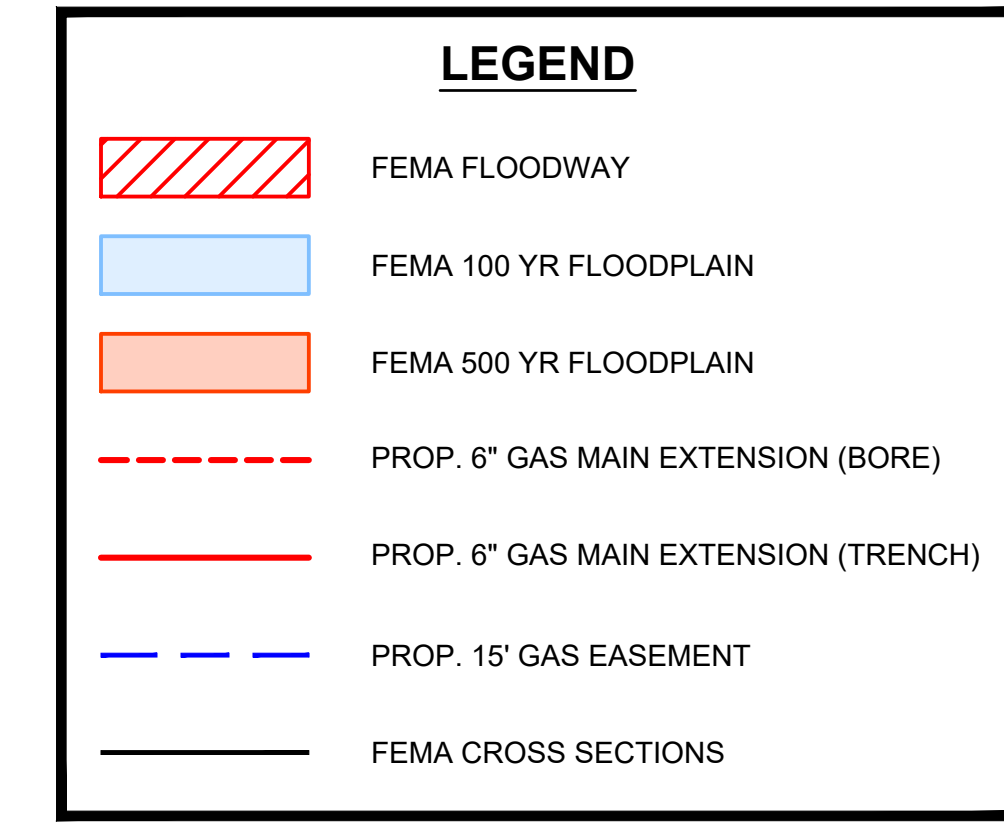 LEGEND
FEMA FLOODWAY
FEMA 100 YR FLOODPLAIN
FEMA 500 YR FLOODPLAIN
PROP. 6" GAS MAIN EXTENSION (BORE)
PROP. 6" GAS MAIN EXTENSION (TRENCH)
PROP. 15' GAS EASEMENT
FEMA CROSS SECTIONS